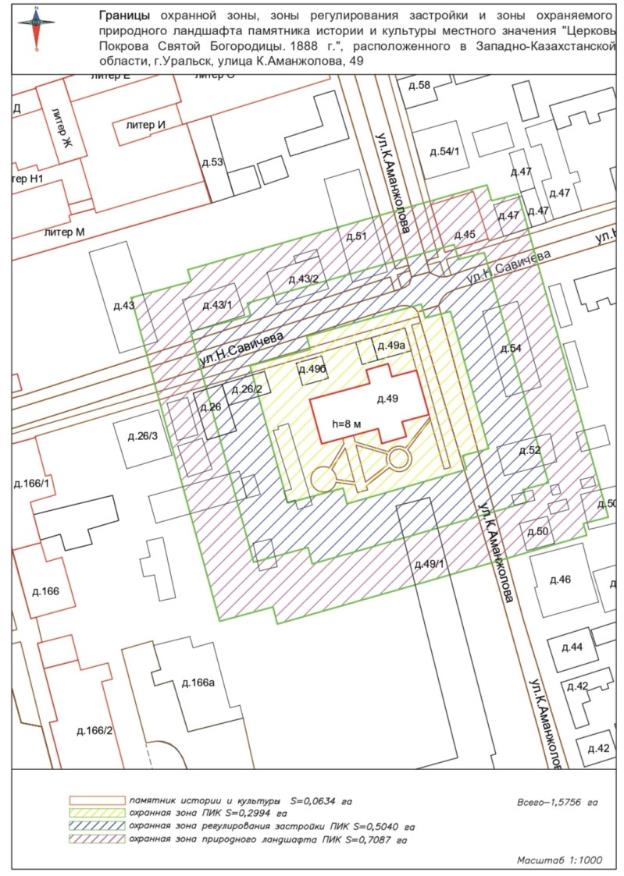 Границы охранной зоны, зоны регулирования застройки и зоны охраняемого
природного ландшафта памятника истории и культуры местного значения "Церковь
Покрова Святой Богородицы. 1888 г.", расположенного в Западно-Казахстанской
области, г.Уральск, улица К.Аманжолова, 49
литер Е
литер О
д.58
Д
литер Ж
литер И
д.53
ул.К.Аманжолова
д.54/1
д.47
д.47
тер Н1
литер М
д.51
д.45
д.47
д.47
ул.Н
д.43/2
ул.Н.Савичева
д.43
д.43/1
ул.Н.Савичева
д.49а
д.54
д.49б
д.26/2
д.26
д.49
h=8 м
д.26/3
д.52
д.166/1
ул.К.Аманжолова
д.50
д.50
д.49/1
д.46
д.166
д.44
д.166а
д.42
ул.К.Аманжолова
д.166/2
д.42
памятник истории и культуры S=0,0634 га
Всего-1,5756 га
охранная зона ПИК S=0,2994 га
охранная зона регулирования застройки ПИК S=0,5040 га
охранная зона природного ландшафта ПИК S=0,7087 га
Масштаб 1:1000